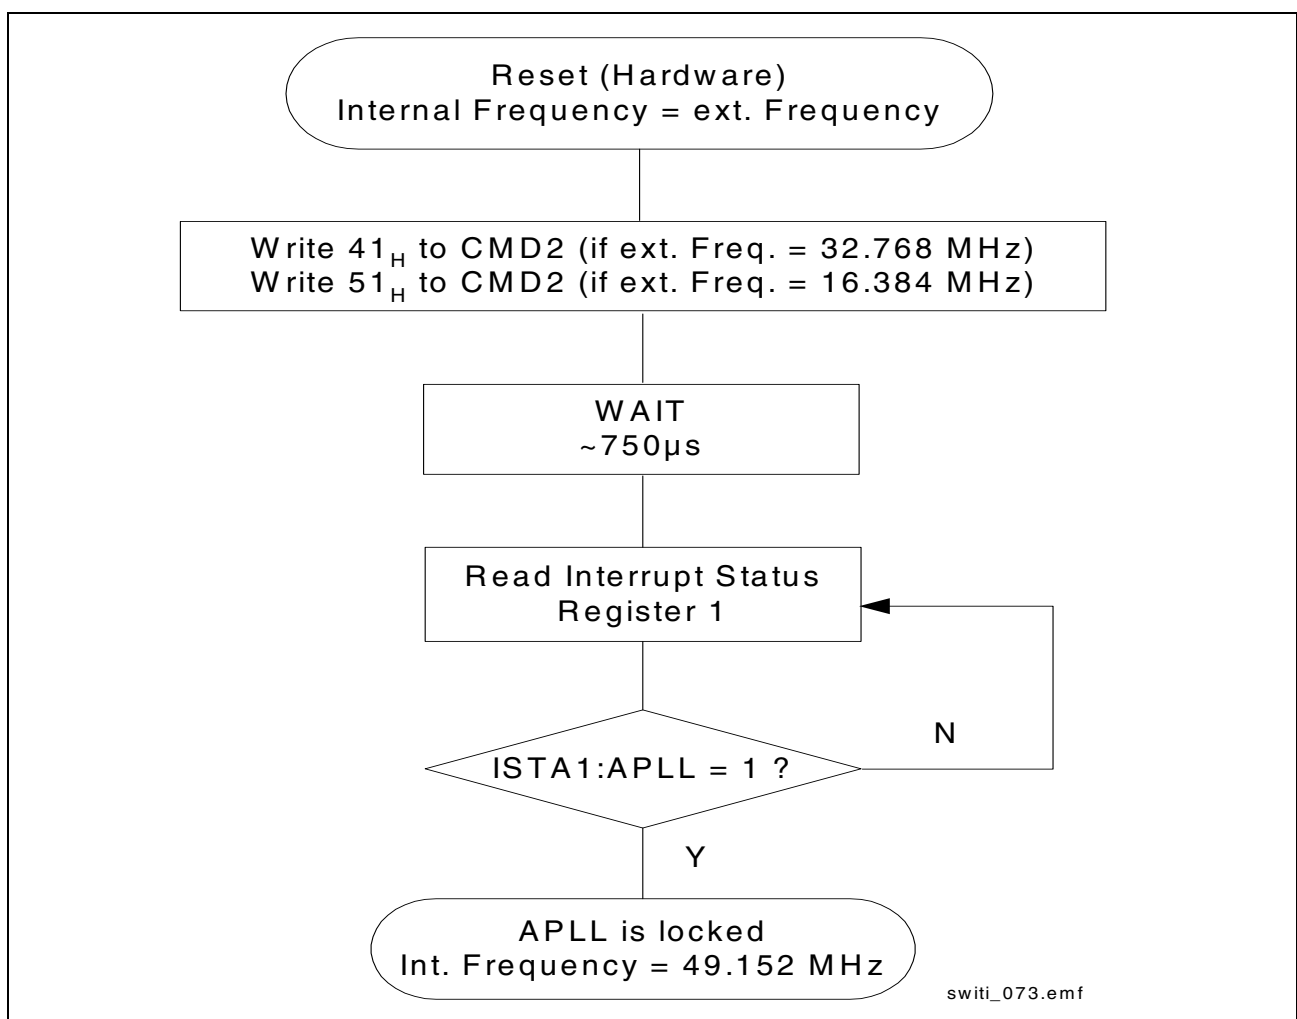 Reset (Hardware)
Internal Frequency = ext. Frequency
Write 41H to CMD2 (if ext. Freq. = 32.768 MHz)
Write 51H to CMD2 (if ext. Freq. = 16.384 MHz)
WAIT
~750µs
Read Interrupt Status
Register 1
N
ISTA1:APLL = 1 ?
Y
APLL is locked
Int. Frequency = 49.152 MHz
switi_073.emf